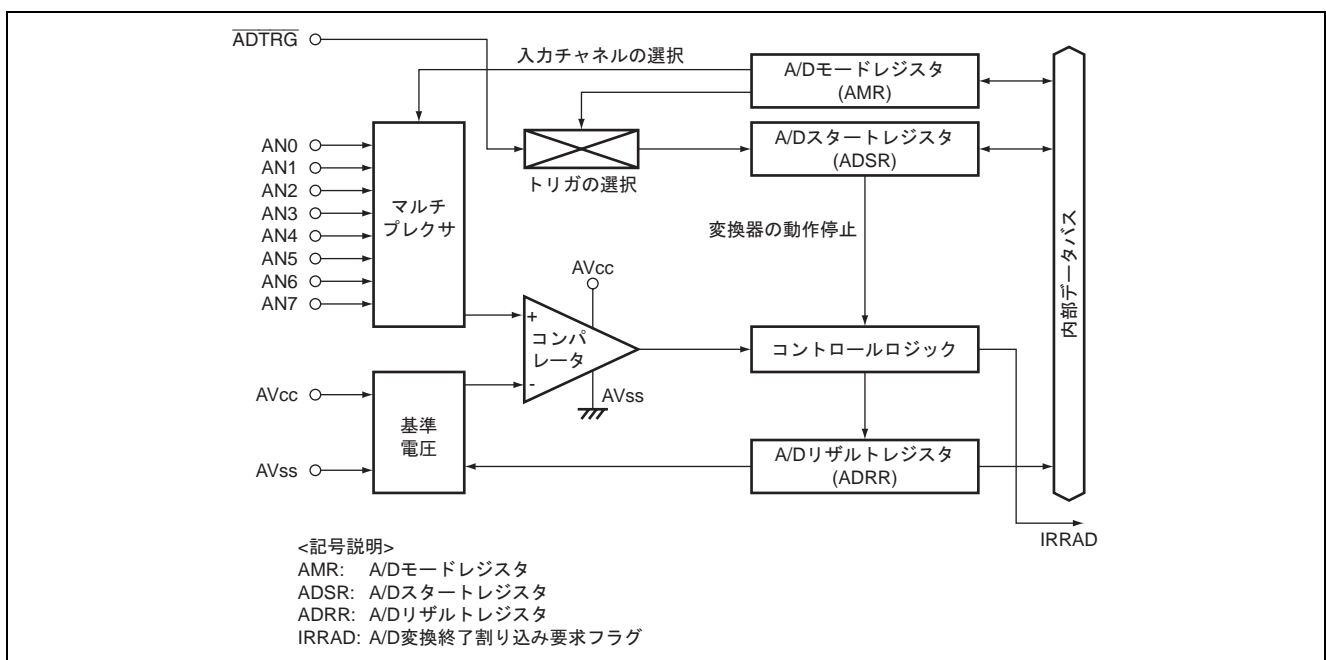 ADTRG
入力チャネルの選択
A/Dモードレジスタ
(AMR)
AN0
AN1
AN2
AN3
AN4
AN5
AN6
AN7
マルチ
プレクサ
トリガの選択
A/Dスタートレジスタ
(ADSR)
変換器の動作停止
内部データバス
AVcc
+
コンパ
レータ
-
AVss
コントロールロジック
AVcc
AVss
基準
電圧
A/Dリザルトレジスタ
(ADRR)
IRRAD
<記号説明>
AMR: A/Dモードレジスタ
ADSR: A/Dスタートレジスタ
ADRR: A/Dリザルトレジスタ
IRRAD: A/D変換終了割り込み要求フラグ